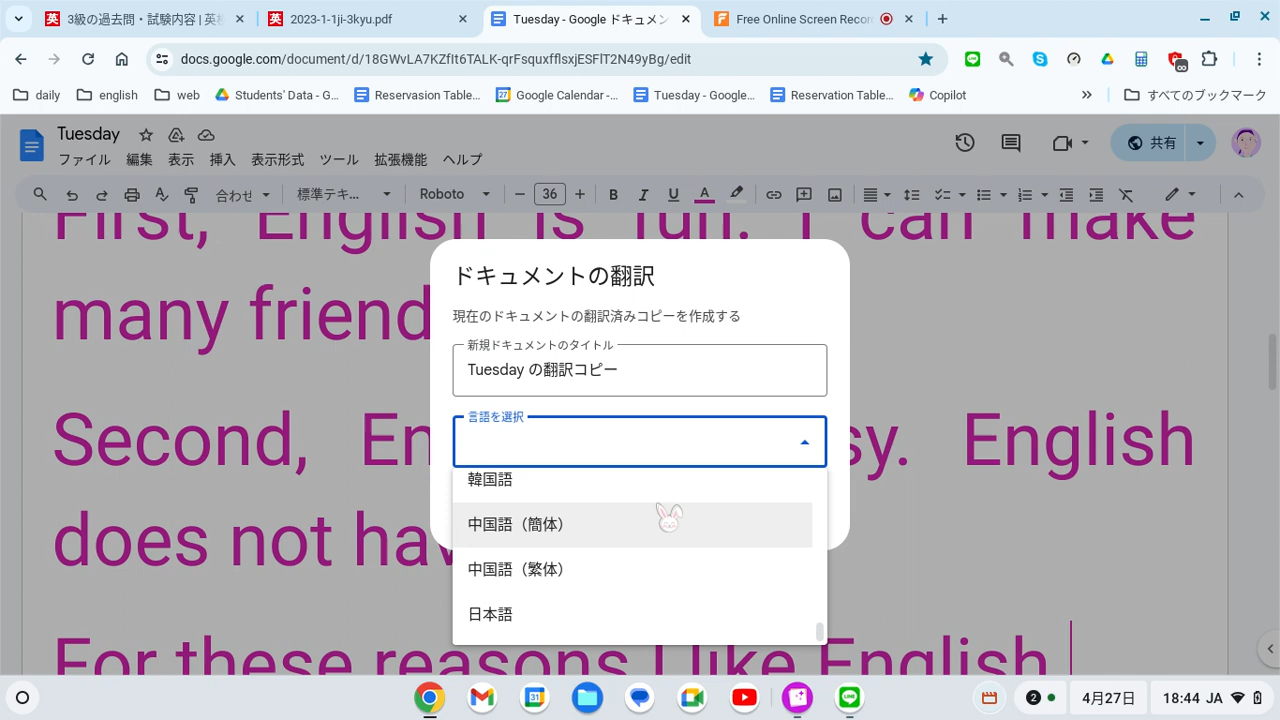 3級の過去問・試験内容 | 英検
2023-1-1ji-3kyu.pdf
Tuesday - Google ドキュメン
Free Online Screen Recor
docs.google.com/document/d/18GWvLA7KZfIt6TALK-qrFsquxfflsxjESFlT2N49yBg/edit
daily
english
web
Students' Data - G...
Reservasion Table...
Google Calendar -...
Tuesday - Google...
Reservation Table...
Copilot
すべてのブックマーク
Tuesday
ファイル 編集 表示 挿入 表示形式 ツール 拡張機能 ヘルプ
共有
合わせ
標準テキ...
Roboto
36
First, English is fun. I can make
many friend
Second, En
sy. English
does not hav
For these reasons I like English.
ドキュメントの翻訳
現在のドキュメントの翻訳済みコピーを作成する
新規ドキュメントのタイトル
Tuesday の翻訳コピー
言語を選択
韓国語
中国語（簡体）
中国語（繁体）
日本語
2
4月27日
18:44 JA